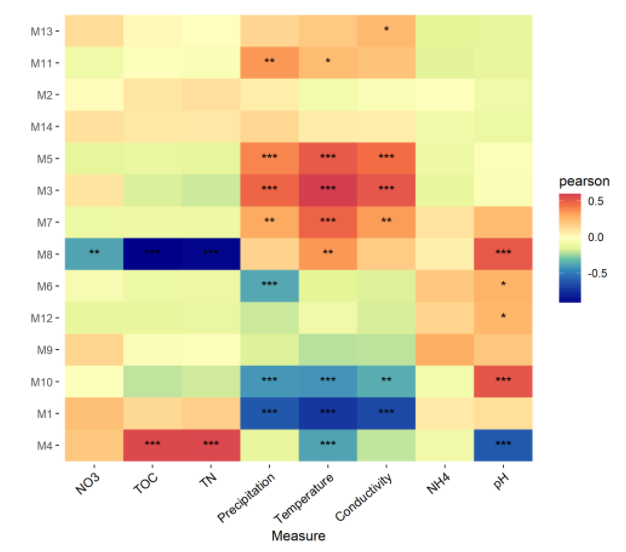 M13 *
M11 ** *
M2
M14
M5 *** *** ***
M3 *** *** ***
M7 ** *** **
M8 ** *** *** ** ***
M6 *** *
M12 *
M9
M10 *** *** ** ***
M1 *** *** ***
M4 *** *** *** ***
NO3 TOC TN Precipitation Temperature Conductivity NH4 pH
Measure
pearson
0.5
0.0
-0.5